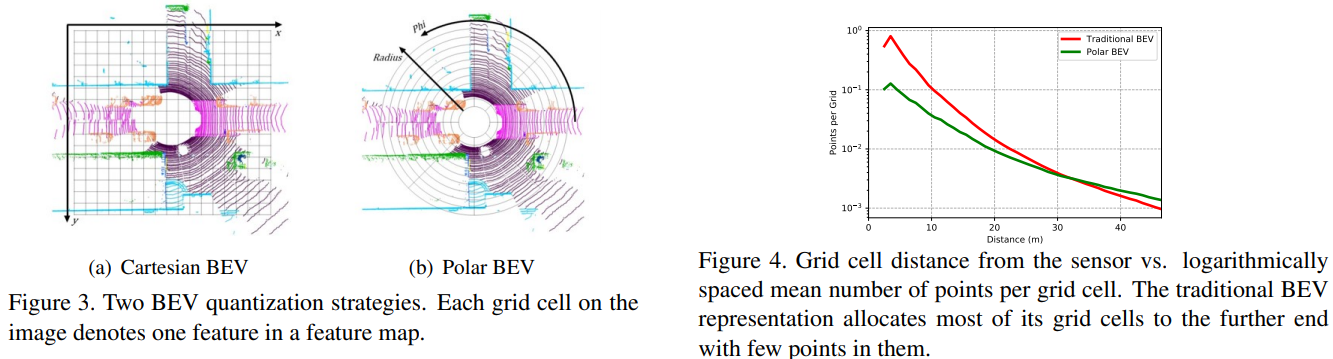 x
y
(a) Cartesian BEV
Phi
Radius
(b) Polar BEV
Figure 3. Two BEV quantization strategies. Each grid cell on the
image denotes one feature in a feature map.
10⁰
10⁻¹
10⁻²
10⁻³
Points per Grid
Traditional BEV
Polar BEV
0 10 20 30 40
Distance (m)
Figure 4. Grid cell distance from the sensor vs. logarithmically
spaced mean number of points per grid cell. The traditional BEV
representation allocates most of its grid cells to the further end
with few points in them.